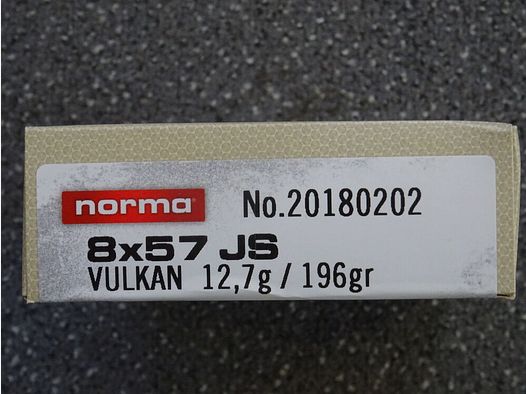 norma No.20180202
8x57 JS
VULKAN 12,7g / 196gr